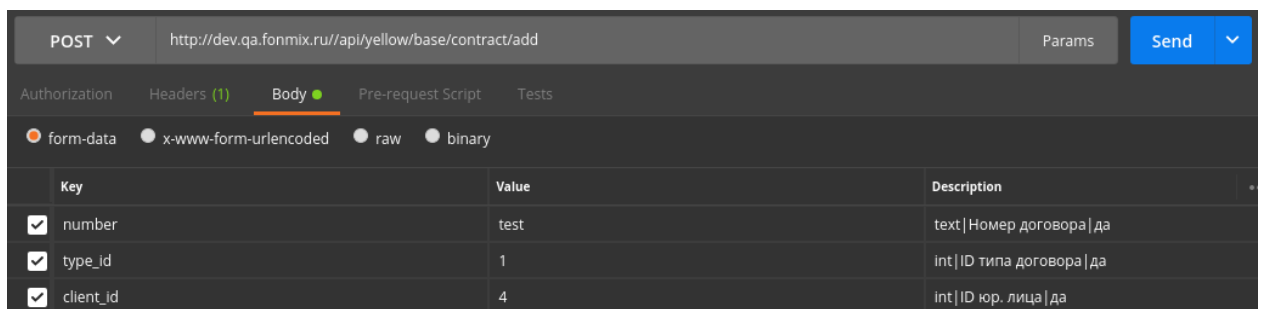 POST http://dev.qa.fonmix.ru//api/yellow/base/contract/add Params Send
Authorization Headers (1) Body Pre-request Script Tests
form-data x-www-form-urlencoded raw binary
Key Value Description
number test text|Номер договора|да
type_id 1 int|ID типа договора|да
client_id 4 int|ID юр. лица|да